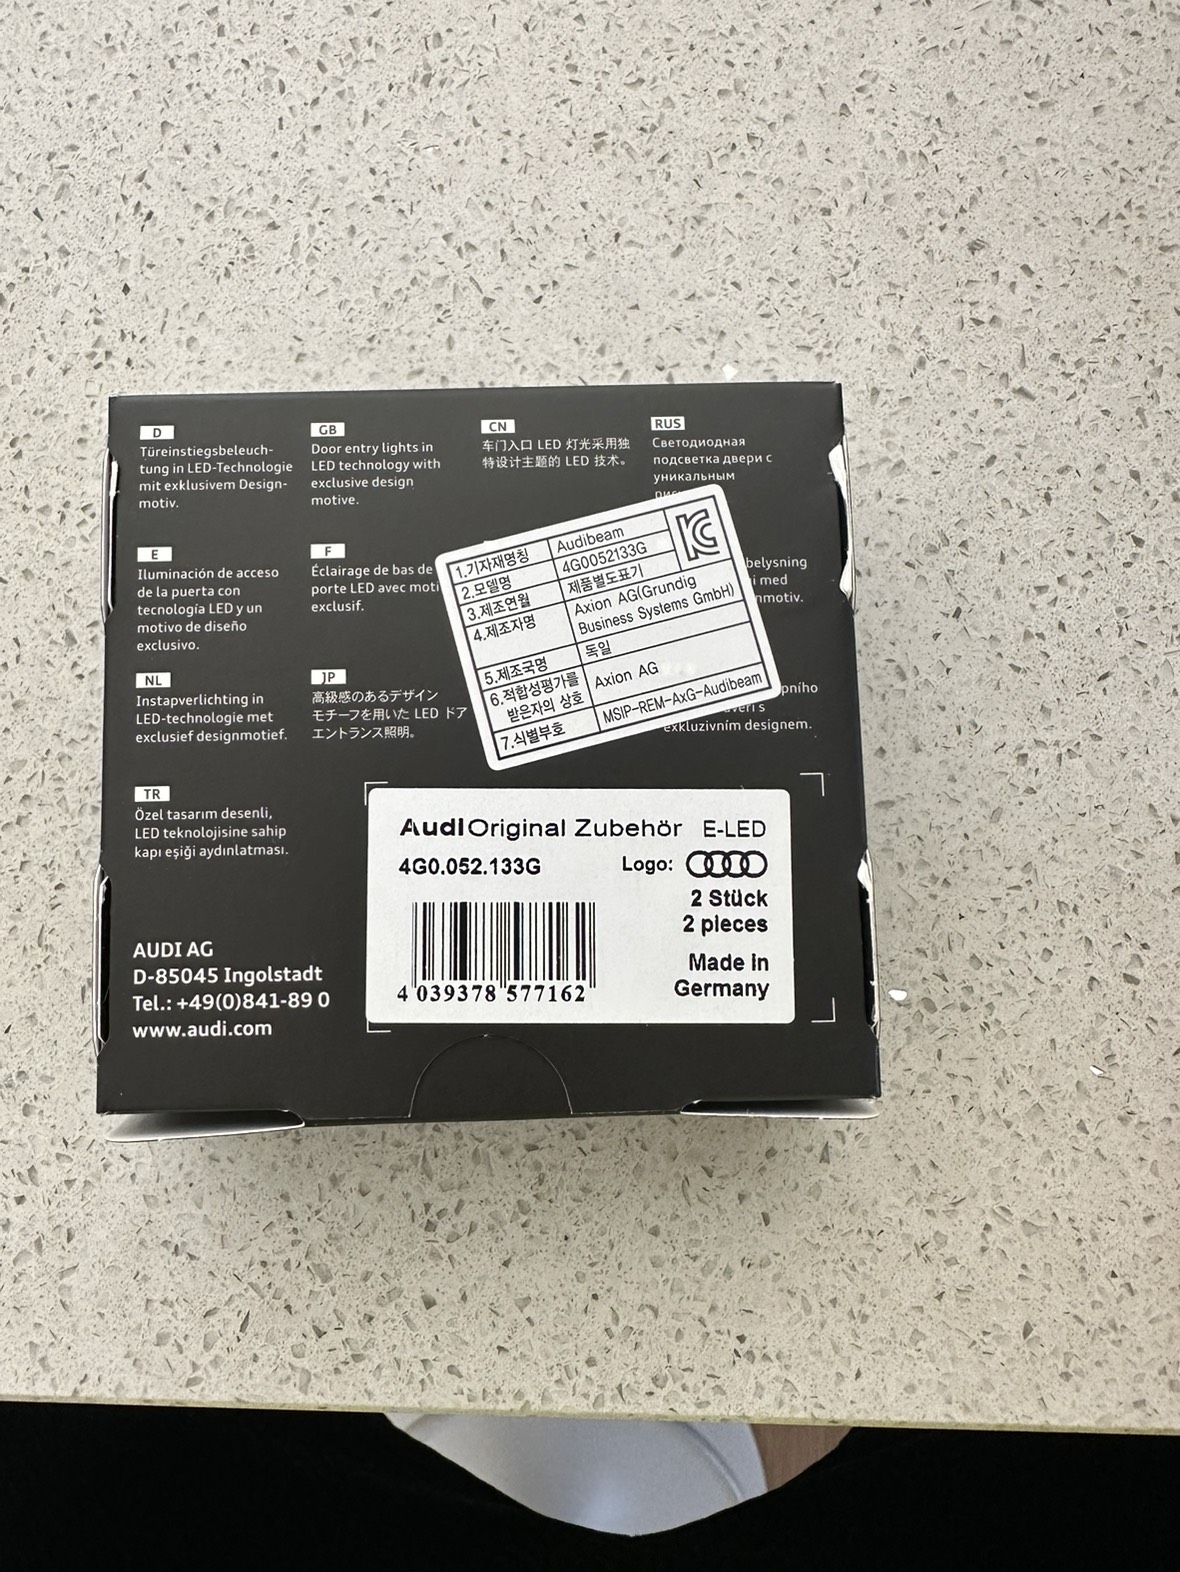 D
Türeinstiegsbeleuch-
tung in LED-Technologie
mit exklusivem Design-
motiv.
GB
Door entry lights in
LED technology with
exclusive design
motive.
CN
车门入口 LED 灯光采用独
特设计主题的 LED 技术。
RUS
Светодиодная
подсветка двери с
уникальным
E
Iluminación de acceso
de la puerta con
tecnología LED y un
motivo de diseño
exclusivo.
F
Éclairage de bas de
porte LED avec moti
exclusif.
belysning
med
nmotiv.
NL
Instapverlichting in
LED-technologie met
exclusief designmotief.
JP
高級感のあるデザイン
モチーフを用いた LED ドア
エントランス照明。
pního
s
exkluzivním designem.
TR
Özel tasarım desenli,
LED teknolojisine sahip
kapı eşiği aydınlatması.
1.기자재명칭 Audibeam
2.모델명 4G0052133G
3.제조연월 제품별도표기
4.제조자명 Axion AG(Grundig
Business Systems GmbH)
5.제조국명 독일
6.적합성평가를
받은자의 상호 Axion AG
7.식별부호 MSIP-REM-AxG-Audibeam
Audi Original Zubehör E-LED
4G0.052.133G Logo:
2 Stück
2 pieces
Made in
Germany
4 039378 577162
AUDI AG
D-85045 Ingolstadt
Tel.: +49(0)841-89 0
www.audi.com